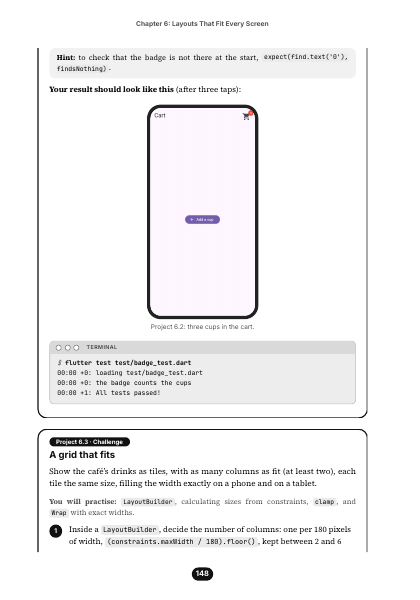 Chapter 6: Layouts That Fit Every Screen
Hint: to check that the badge is not there at the start, expect(find.text('0'),
findsNothing) .
Your result should look like this (after three taps):
Cart
Project 6.2: three cups in the cart.
TERMINAL
$ flutter test test/badge_test.dart
00:00 +0: loading test/badge_test.dart
00:00 +0: the badge counts the cups
00:00 +1: All tests passed!
Project 6.3 · Challenge
A grid that fits
Show the café's drinks as tiles, with as many columns as fit (at least two), each
tile the same size, filling the width exactly on a phone and on a tablet.
You will practise: LayoutBuilder , calculating sizes from constraints, clamp , and
Wrap with exact widths.
1 Inside a LayoutBuilder , decide the number of columns: one per 180 pixels
of width, (constraints.maxWidth / 180).floor() , kept between 2 and 6
148